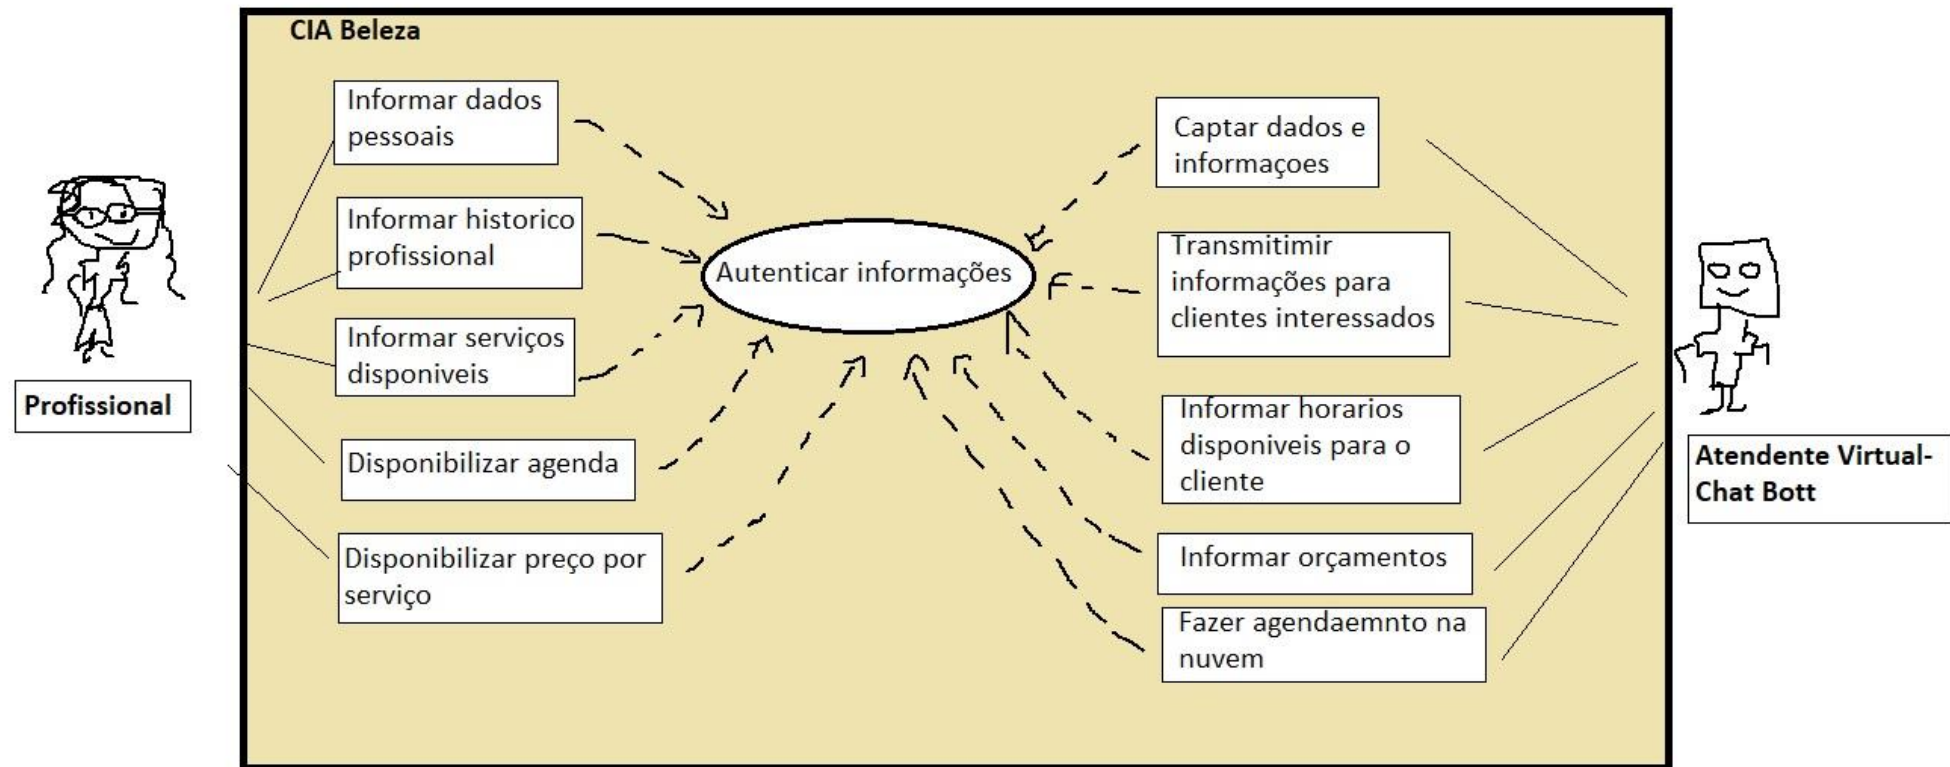 CIA Beleza
Informar dados
pessoais
Informar historico
profissional
Informar serviços
disponiveis
Disponibilizar agenda
Disponibilizar preço por
serviço
Profissional
Autenticar informações
Captar dados e
informaçoes
Transmitimir
informações para
clientes interessados
Informar horarios
disponiveis para o
cliente
Informar orçamentos
Fazer agendaemnto na
nuvem
Atendente Virtual-
Chat Bott